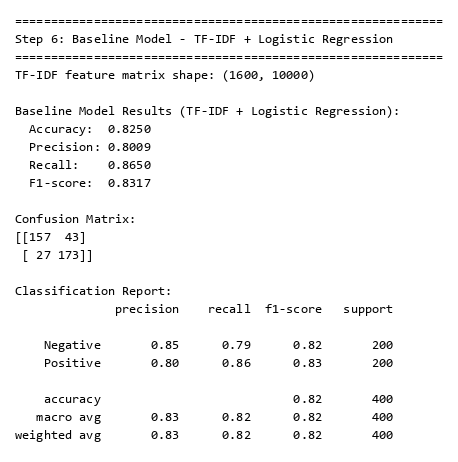 ============================================================
Step 6: Baseline Model - TF-IDF + Logistic Regression
============================================================
TF-IDF feature matrix shape: (1600, 10000)

Baseline Model Results (TF-IDF + Logistic Regression):
  Accuracy:  0.8250
  Precision: 0.8009
  Recall:    0.8650
  F1-score:  0.8317

Confusion Matrix:
[[157  43]
 [ 27 173]]

Classification Report:
              precision    recall  f1-score   support

    Negative       0.85      0.79      0.82       200
    Positive       0.80      0.86      0.83       200

    accuracy                           0.82       400
   macro avg       0.83      0.82      0.82       400
weighted avg       0.83      0.82      0.82       400